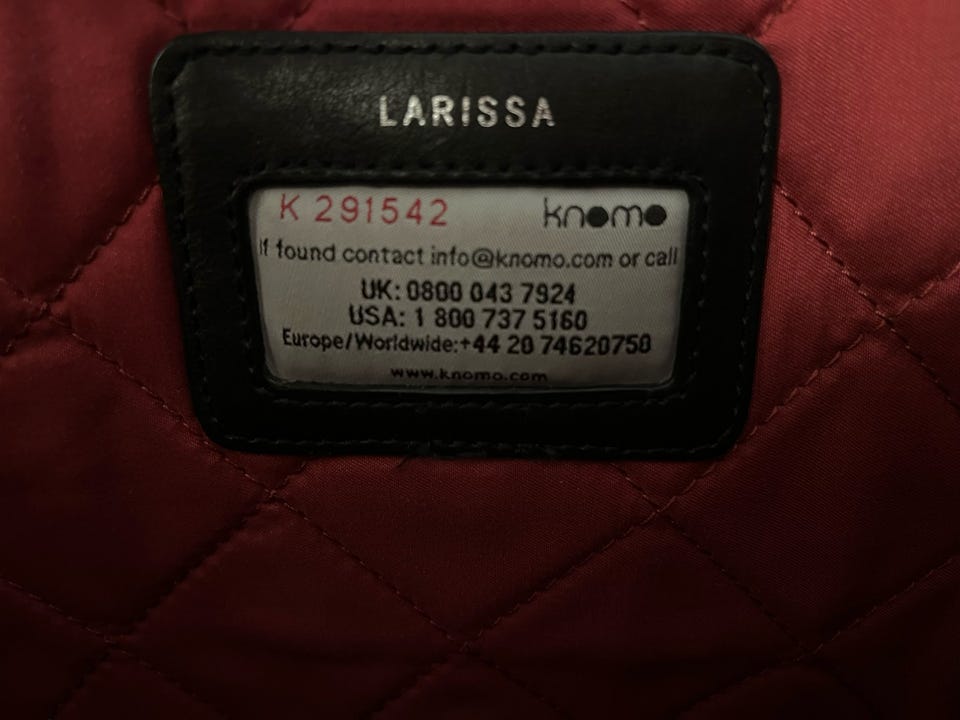 LARISSA
K 291542 knomo
If found contact info@knomo.com or call
UK: 0800 043 7924
USA: 1 800 737 5160
Europe/Worldwide:+44 20 74620750
www.knomo.com